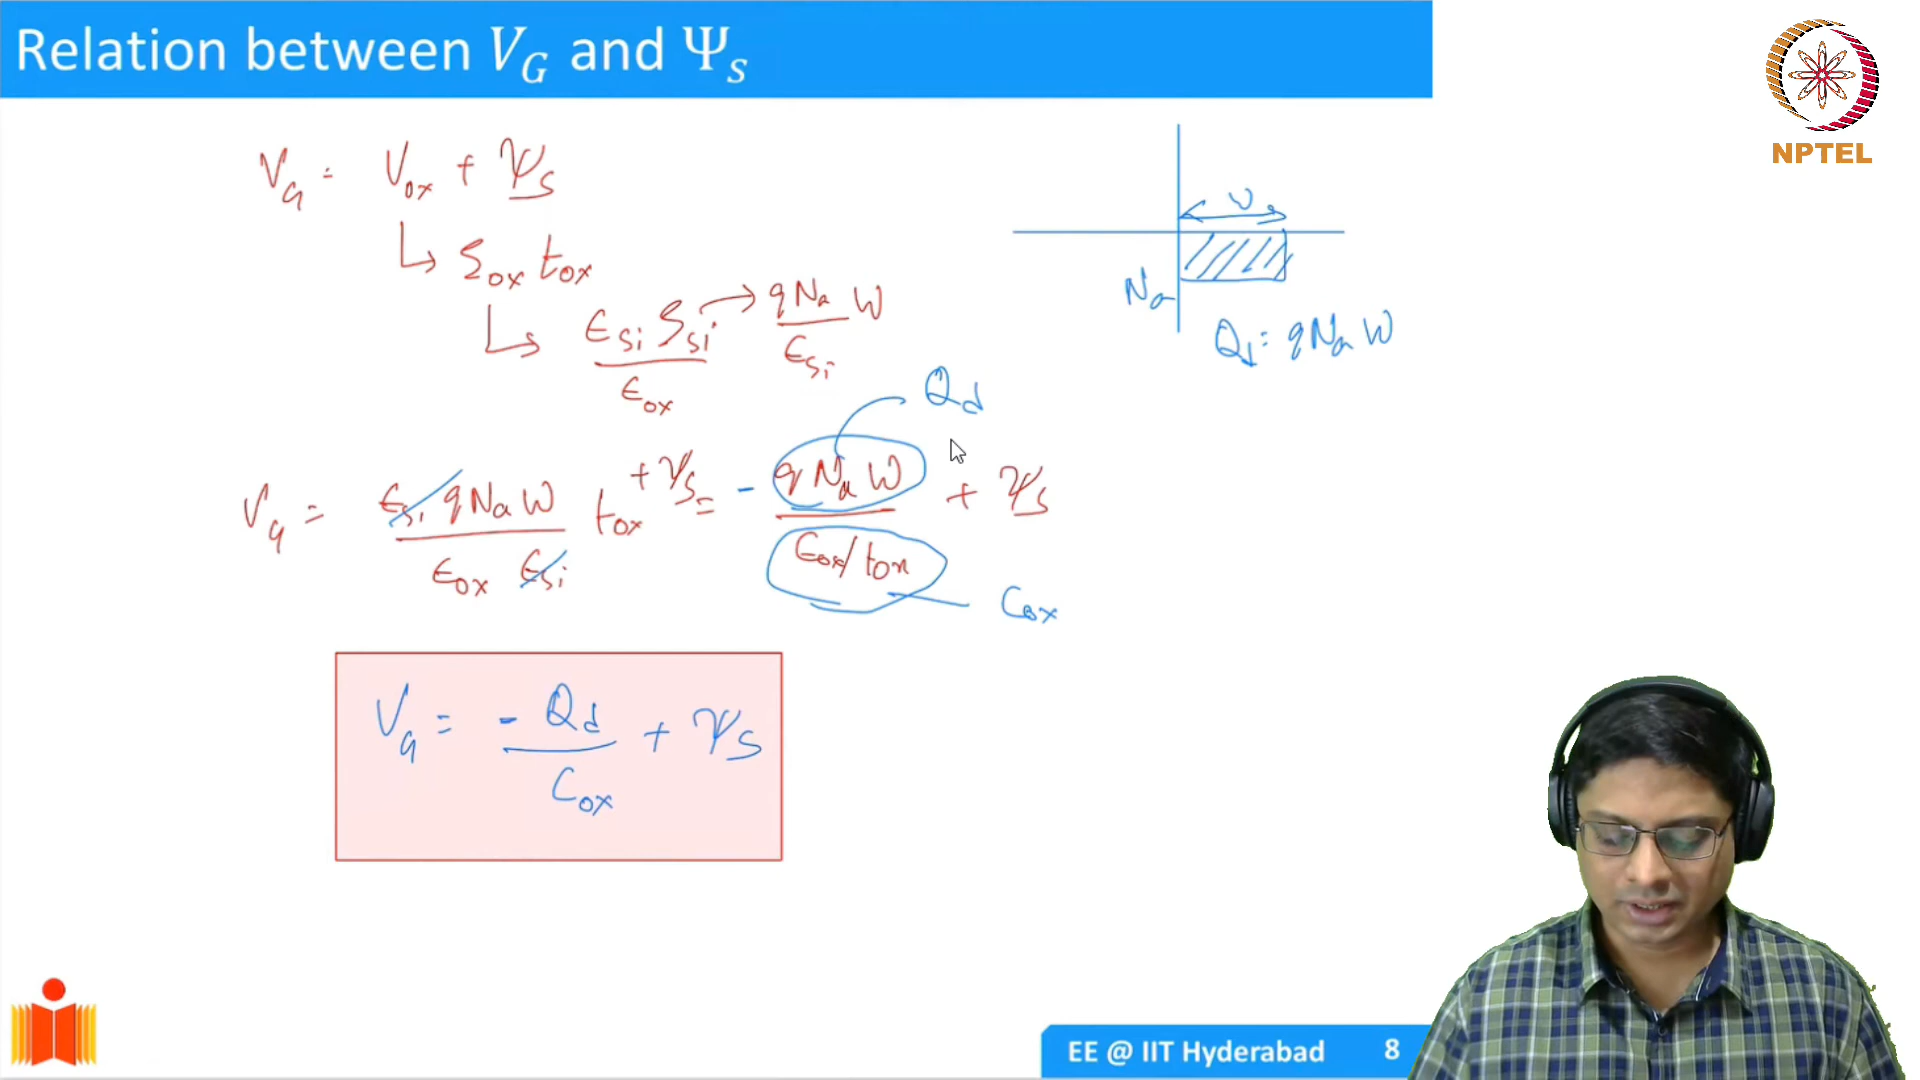 Relation between V_G and Ψ_s
NPTEL
V_G = V_ox + Ψ_s
↳ ξ_ox t_ox
↳ ϵ_si ξ_si / ϵ_ox → qN_a W / ϵ_si
W
N_a
Q_d = qN_a W
Q_d
V_G = ϵ_si qN_a W / ϵ_ox ϵ_si t_ox + Ψ_s = - qN_a W / ϵ_ox/t_ox + Ψ_s
C_ox
V_G = - Q_d / C_ox + Ψ_s
EE @ IIT Hyderabad 8